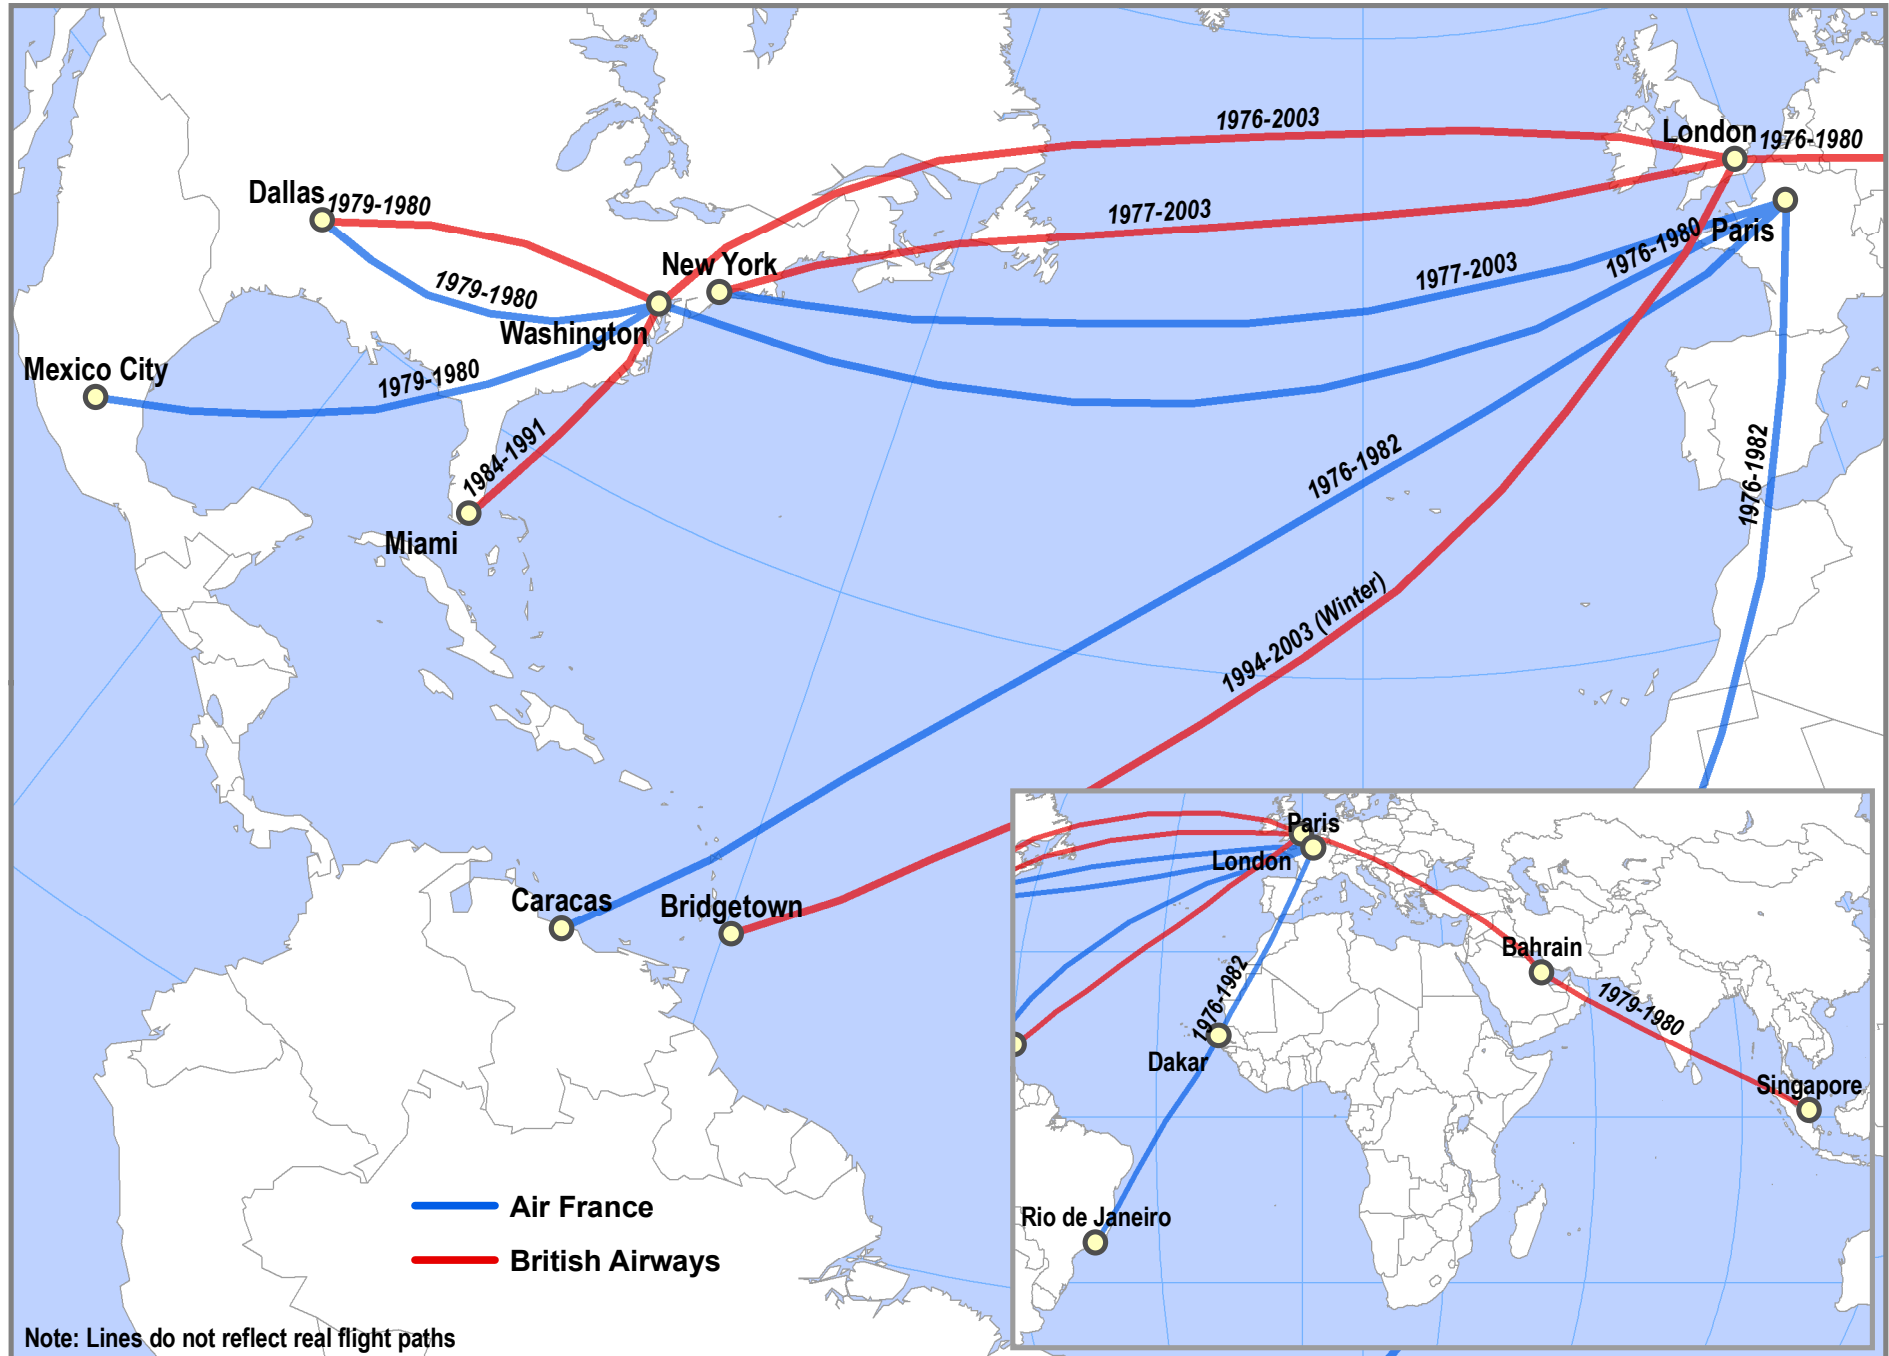 1976-2003
London
1976-1980
Dallas
1979-1980
1977-2003
Paris
1976-1980
New York
1977-2003
1979-1980
Washington
Mexico City
1979-1980
1984-1991
1976-1982
1976-1982
Miami
1994-2003 (Winter)
Caracas
Bridgetown
Paris
London
Bahrain
1976-1982
1979-1980
Dakar
Singapore
Rio de Janeiro
Air France
British Airways
Note: Lines do not reflect real flight paths